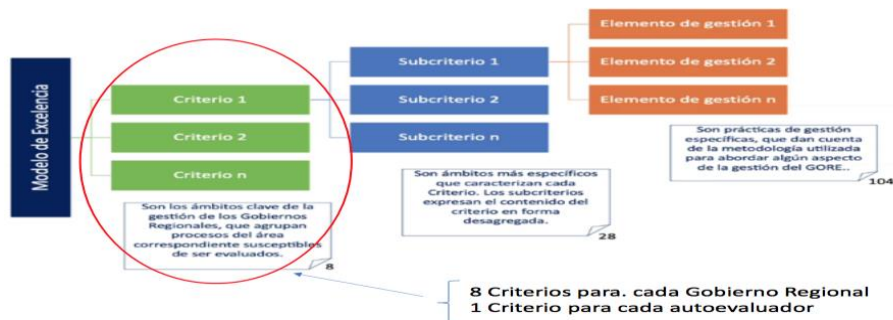 Modelo de Excelencia
Criterio 1
Criterio 2
Criterio n
Son los ámbitos clave de la
gestión de los Gobiernos
Regionales, que agrupan
procesos del área
correspondiente susceptibles
de ser evaluados.
8
Subcriterio 1
Subcriterio 2
Subcriterio n
Son ámbitos más específicos
que caracterizan cada
Criterio. Los subcriterios
expresan el contenido del
criterio en forma
desagregada.
28
Elemento de gestión 1
Elemento de gestión 2
Elemento de gestión n
Son prácticas de gestión
específicas, que dan cuenta
de la metodología utilizada
para abordar algún aspecto
de la gestión del GORE..
104
8 Criterios para. cada Gobierno Regional
1 Criterio para cada autoevaluador